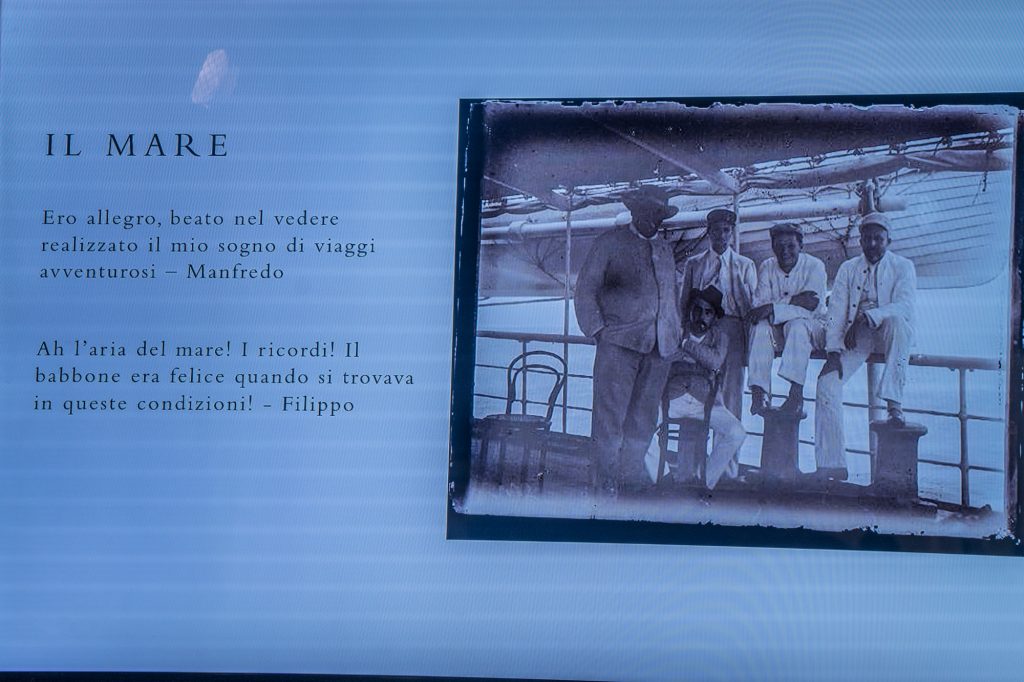 IL MARE
Ero allegro, beato nel vedere
realizzato il mio sogno di viaggi
avventurosi – Manfredo
Ah l'aria del mare! I ricordi! Il
babbone era felice quando si trovava
in queste condizioni! - Filippo